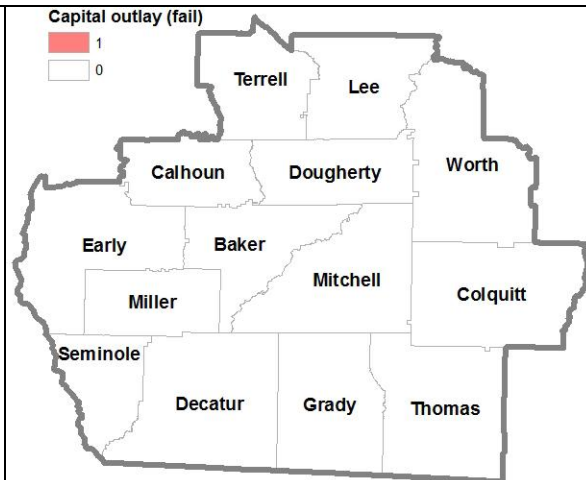 Capital outlay (fail)
1
0
Terrell
Lee
Calhoun
Dougherty
Worth
Early
Baker
Mitchell
Colquitt
Miller
Seminole
Decatur
Grady
Thomas